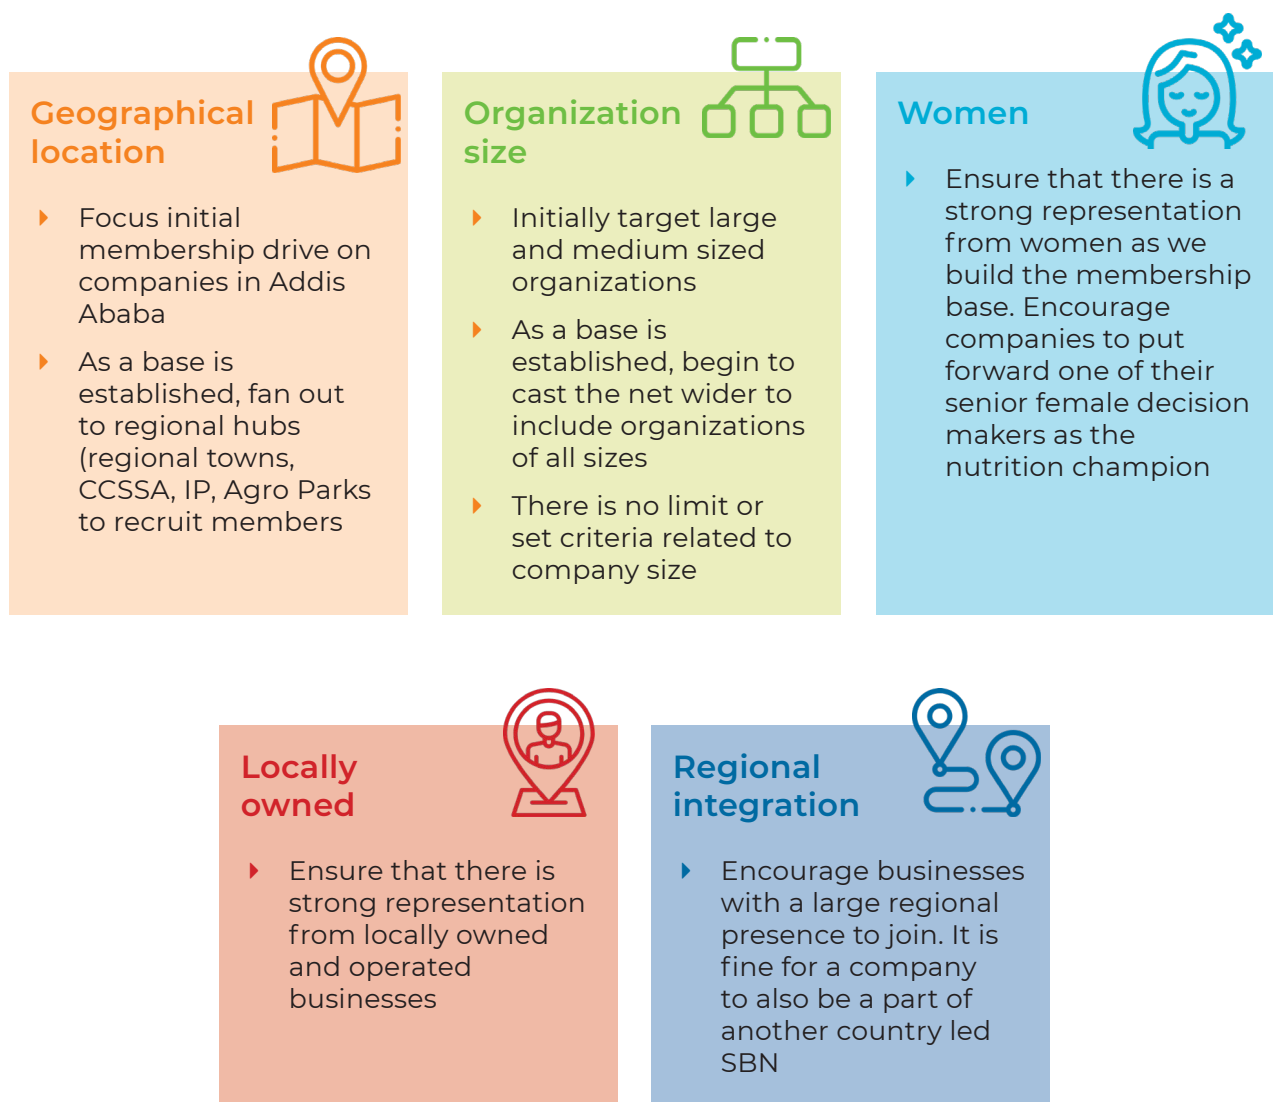 Geographical
location
Focus initial
membership drive on
companies in Addis
Ababa
As a base is
established, fan out
to regional hubs
(regional towns,
CCSSA, IP, Agro Parks
to recruit members
Organization
size
Initially target large
and medium sized
organizations
As a base is
established, begin to
cast the net wider to
include organizations
of all sizes
There is no limit or
set criteria related to
company size
Women
Ensure that there is a
strong representation
from women as we
build the membership
base. Encourage
companies to put
forward one of their
senior female decision
makers as the
nutrition champion
Locally
owned
Ensure that there is
strong representation
from locally owned
and operated
businesses
Regional
integration
Encourage businesses
with a large regional
presence to join. It is
fine for a company
to also be a part of
another country led
SBN